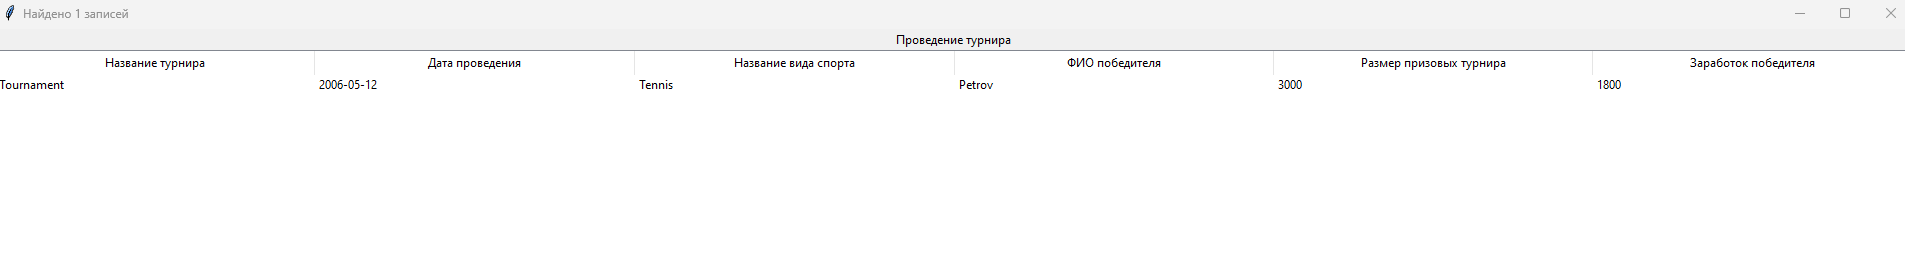 Найдено 1 записей
Проведение турнира
Название турнира Дата проведения Название вида спорта ФИО победителя Размер призовых турнира Заработок победителя
Tournament 2006-05-12 Tennis Petrov 3000 1800